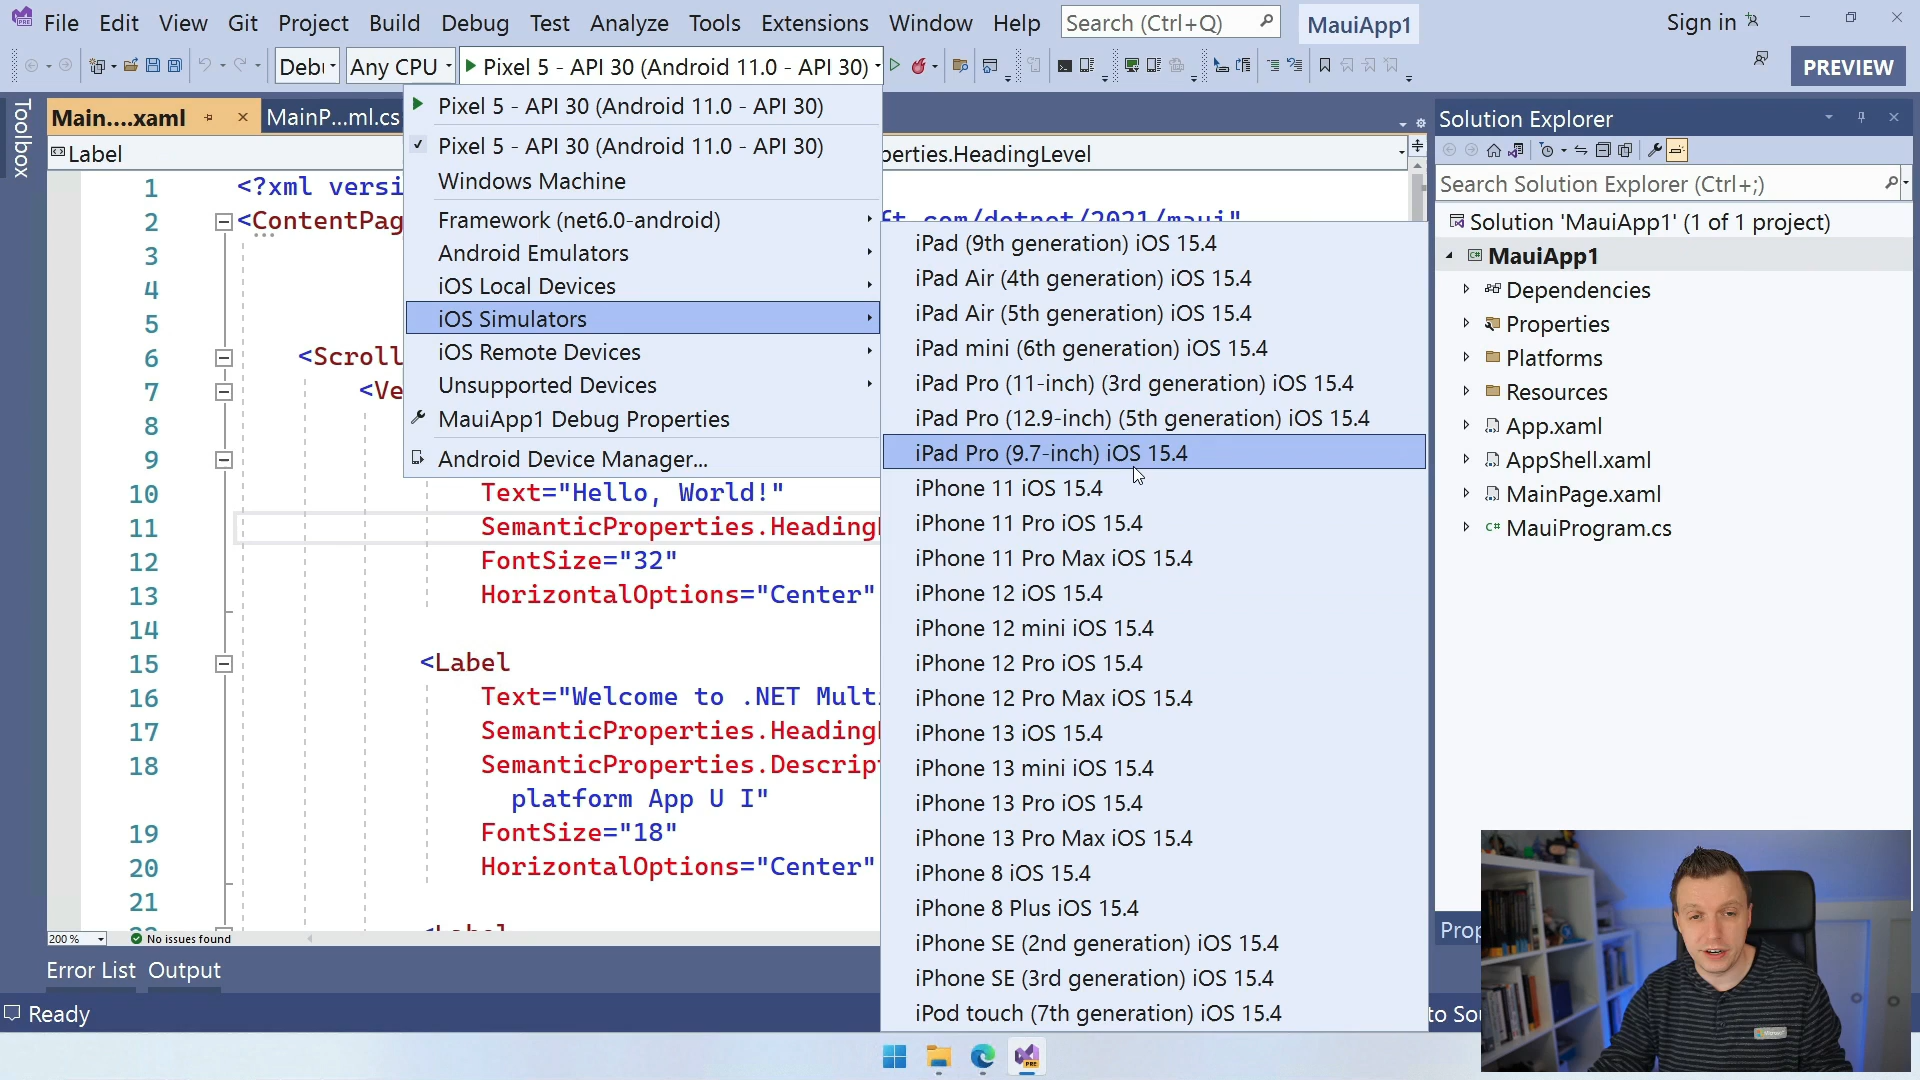 File Edit View Git Project Build Debug Test Analyze Tools Extensions Window Help Search (Ctrl+Q) MauiApp1 Sign in
Any CPU Pixel 5 - API 30 (Android 11.0 - API 30) PREVIEW
Toolbox
Main....xaml MainP...ml.cs
Label
perties.HeadingLevel
Pixel 5 - API 30 (Android 11.0 - API 30)
Pixel 5 - API 30 (Android 11.0 - API 30)
Windows Machine
Framework (net6.0-android)
Android Emulators
iOS Local Devices
iOS Simulators
iOS Remote Devices
Unsupported Devices
MauiApp1 Debug Properties
Android Device Manager...
iPad (9th generation) iOS 15.4
iPad Air (4th generation) iOS 15.4
iPad Air (5th generation) iOS 15.4
iPad mini (6th generation) iOS 15.4
iPad Pro (11-inch) (3rd generation) iOS 15.4
iPad Pro (12.9-inch) (5th generation) iOS 15.4
iPad Pro (9.7-inch) iOS 15.4
iPhone 11 iOS 15.4
iPhone 11 Pro iOS 15.4
iPhone 11 Pro Max iOS 15.4
iPhone 12 iOS 15.4
iPhone 12 mini iOS 15.4
iPhone 12 Pro iOS 15.4
iPhone 12 Pro Max iOS 15.4
iPhone 13 iOS 15.4
iPhone 13 mini iOS 15.4
iPhone 13 Pro iOS 15.4
iPhone 13 Pro Max iOS 15.4
iPhone 8 iOS 15.4
iPhone 8 Plus iOS 15.4
iPhone SE (2nd generation) iOS 15.4
iPhone SE (3rd generation) iOS 15.4
iPod touch (7th generation) iOS 15.4
1 <?xml versi
2 <ContentPag ft.com/dotnet/2021/maui"
3
4
5
6 <Scroll
7 <Ve
8
9
10 Text="Hello, World!"
11 SemanticProperties.Heading
12 FontSize="32"
13 HorizontalOptions="Center"
14
15 <Label
16 Text="Welcome to .NET Mult
17 SemanticProperties.Heading
18 SemanticProperties.Descrip
platform App U I"
19 FontSize="18"
20 HorizontalOptions="Center"
21
200 % No issues found
Error List Output
Ready
Solution Explorer
Search Solution Explorer (Ctrl+;)
Solution 'MauiApp1' (1 of 1 project)
MauiApp1
Dependencies
Properties
Platforms
Resources
App.xaml
AppShell.xaml
MainPage.xaml
MauiProgram.cs
Prop
to Sou